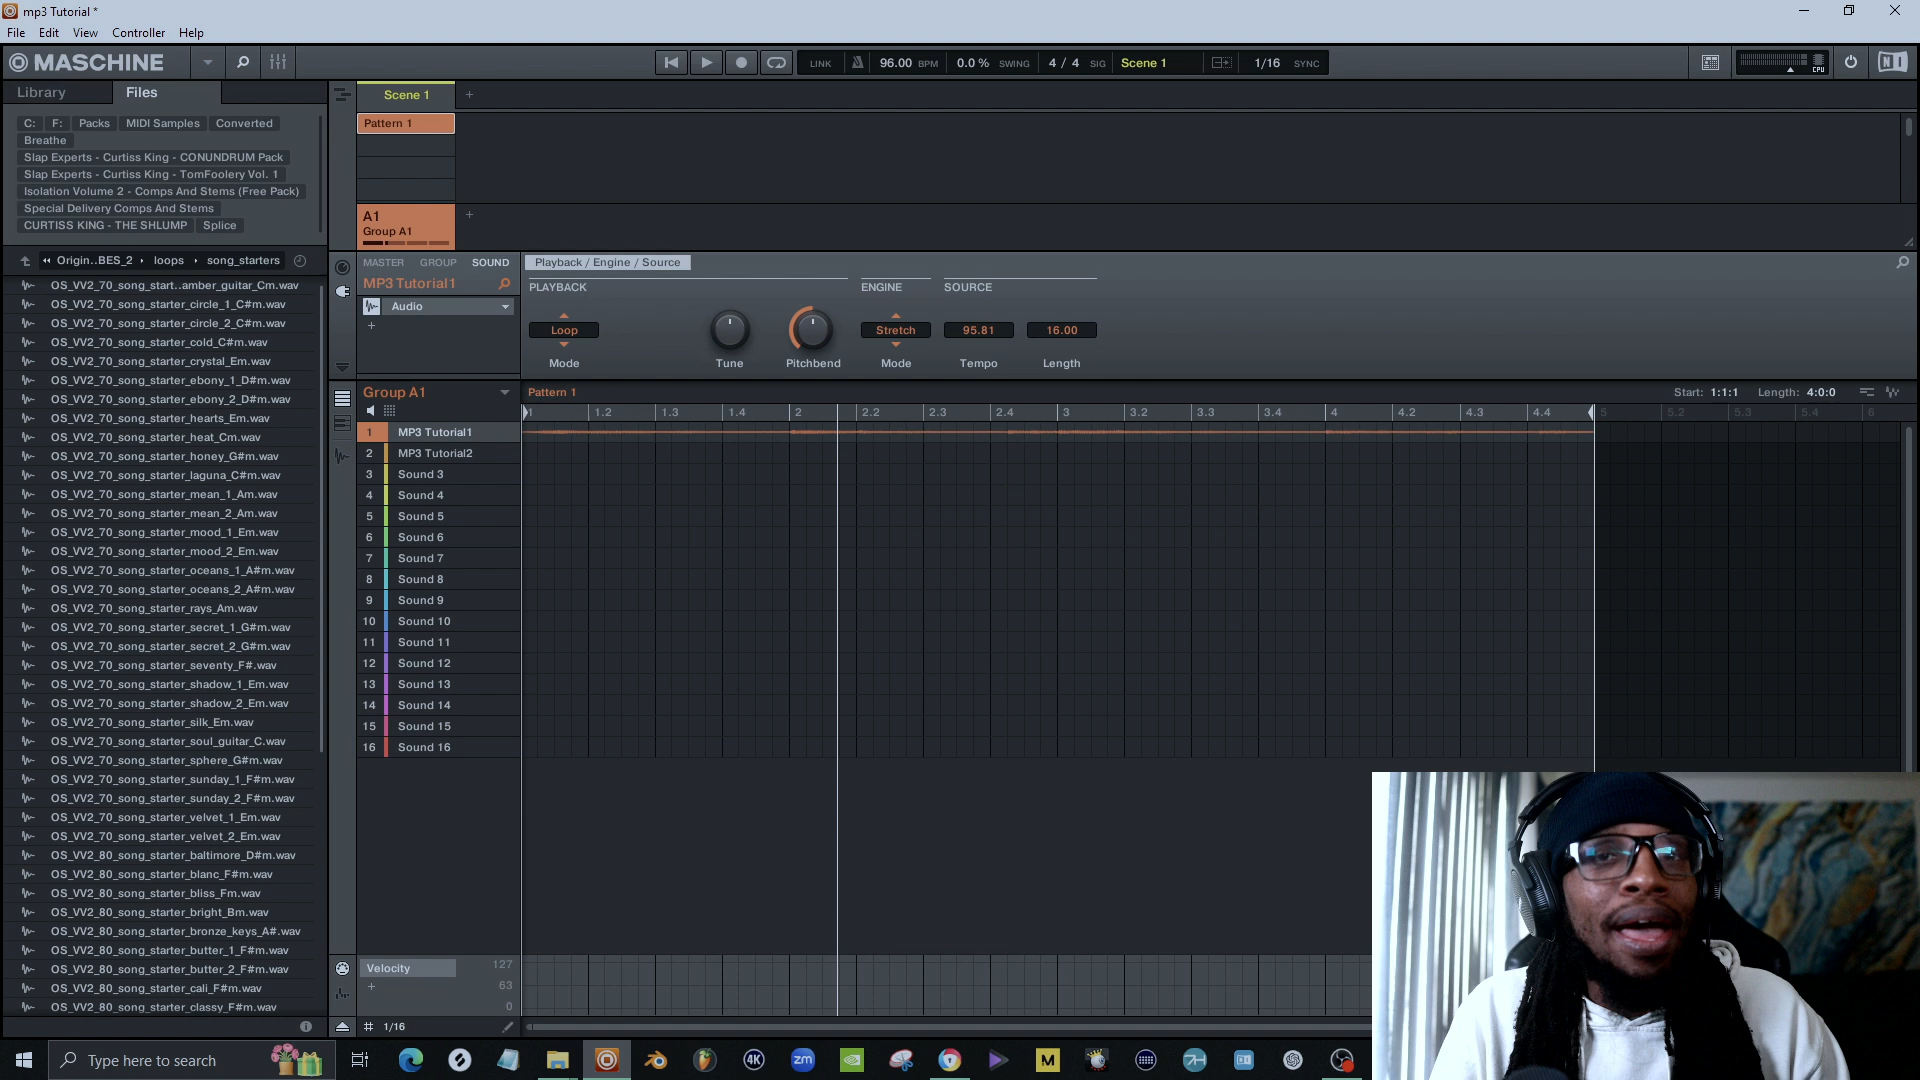 mp3 Tutorial *
File Edit View Controller Help
MASCHINE
LINK 96.00 BPM 0.0 % SWING 4 / 4 SIG Scene 1 1/16 SYNC
CPU
Library Files
C: F: Packs MIDI Samples Converted
Breathe
Slap Experts - Curtiss King - CONUNDRUM Pack
Slap Experts - Curtiss King - TomFoolery Vol. 1
Isolation Volume 2 - Comps And Stems (Free Pack)
Special Delivery Comps And Stems
CURTISS KING - THE SHLUMP Splice
Origin..BES_2 loops song_starters
OS_VV2_70_song_start..amber_guitar_Cm.wav
OS_VV2_70_song_starter_circle_1_C#m.wav
OS_VV2_70_song_starter_circle_2_C#m.wav
OS_VV2_70_song_starter_cold_C#m.wav
OS_VV2_70_song_starter_crystal_Em.wav
OS_VV2_70_song_starter_ebony_1_D#m.wav
OS_VV2_70_song_starter_ebony_2_D#m.wav
OS_VV2_70_song_starter_hearts_Em.wav
OS_VV2_70_song_starter_heat_Cm.wav
OS_VV2_70_song_starter_honey_G#m.wav
OS_VV2_70_song_starter_laguna_C#m.wav
OS_VV2_70_song_starter_mean_1_Am.wav
OS_VV2_70_song_starter_mean_2_Am.wav
OS_VV2_70_song_starter_mood_1_Em.wav
OS_VV2_70_song_starter_mood_2_Em.wav
OS_VV2_70_song_starter_oceans_1_A#m.wav
OS_VV2_70_song_starter_oceans_2_A#m.wav
OS_VV2_70_song_starter_rays_Am.wav
OS_VV2_70_song_starter_secret_1_G#m.wav
OS_VV2_70_song_starter_secret_2_G#m.wav
OS_VV2_70_song_starter_seventy_F#.wav
OS_VV2_70_song_starter_shadow_1_Em.wav
OS_VV2_70_song_starter_shadow_2_Em.wav
OS_VV2_70_song_starter_silk_Em.wav
OS_VV2_70_song_starter_soul_guitar_C.wav
OS_VV2_70_song_starter_sphere_G#m.wav
OS_VV2_70_song_starter_sunday_1_F#m.wav
OS_VV2_70_song_starter_sunday_2_F#m.wav
OS_VV2_70_song_starter_velvet_1_Em.wav
OS_VV2_70_song_starter_velvet_2_Em.wav
OS_VV2_80_song_starter_baltimore_D#m.wav
OS_VV2_80_song_starter_blanc_F#m.wav
OS_VV2_80_song_starter_bliss_Fm.wav
OS_VV2_80_song_starter_bright_Bm.wav
OS_VV2_80_song_starter_bronze_keys_A#.wav
OS_VV2_80_song_starter_butter_1_F#m.wav
OS_VV2_80_song_starter_butter_2_F#m.wav
OS_VV2_80_song_starter_cali_F#m.wav
OS_VV2_80_song_starter_classy_F#m.wav
Scene 1 +
Pattern 1
A1 +
Group A1
MASTER GROUP SOUND
MP3 Tutorial1
Audio
+
Playback / Engine / Source
PLAYBACK ENGINE SOURCE
Loop Stretch 95.81 16.00
Mode Tune Pitchbend Mode Tempo Length
Group A1
Pattern 1 Start: 1:1:1 Length: 4:0:0
1 1.2 1.3 1.4 2 2.2 2.3 2.4 3 3.2 3.3 3.4 4 4.2 4.3 4.4 5 5.2 5.3 5.4 6
1 MP3 Tutorial1
2 MP3 Tutorial2
3 Sound 3
4 Sound 4
5 Sound 5
6 Sound 6
7 Sound 7
8 Sound 8
9 Sound 9
10 Sound 10
11 Sound 11
12 Sound 12
13 Sound 13
14 Sound 14
15 Sound 15
16 Sound 16
Velocity 127
+ 63
0
# 1/16
Type here to search
4K
zm
M